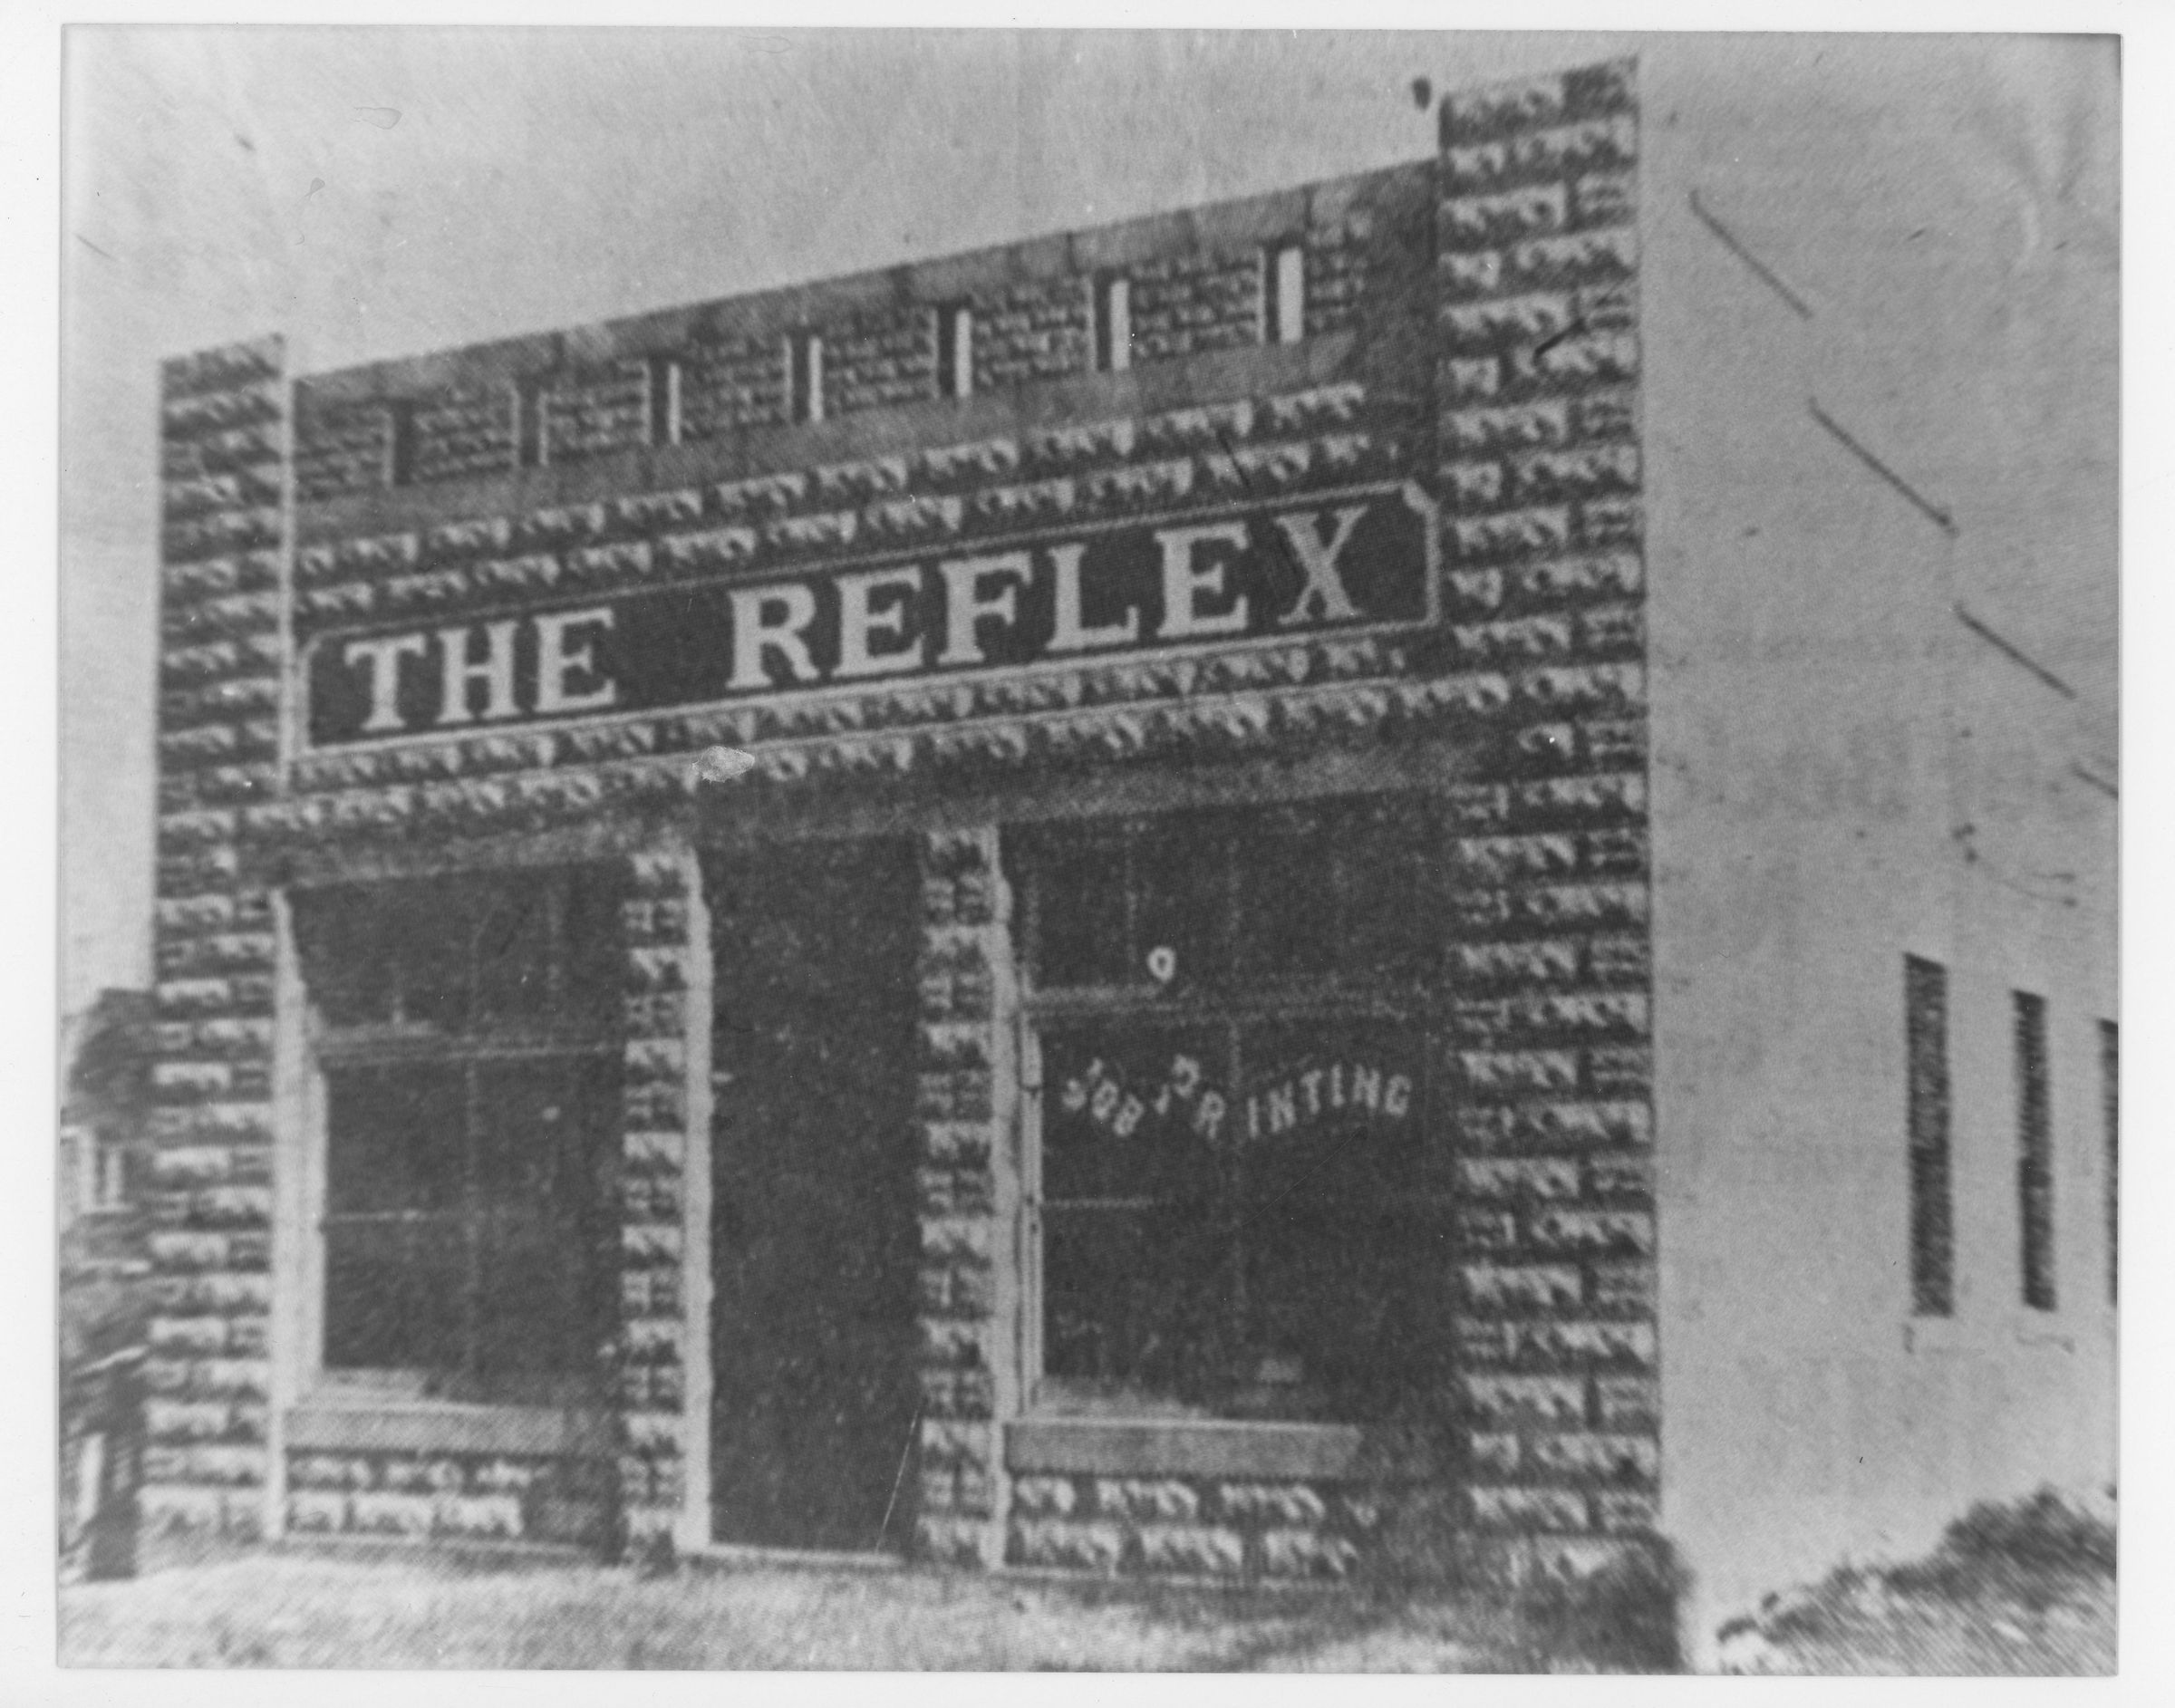 THE REFLEX
JOB PRINTING